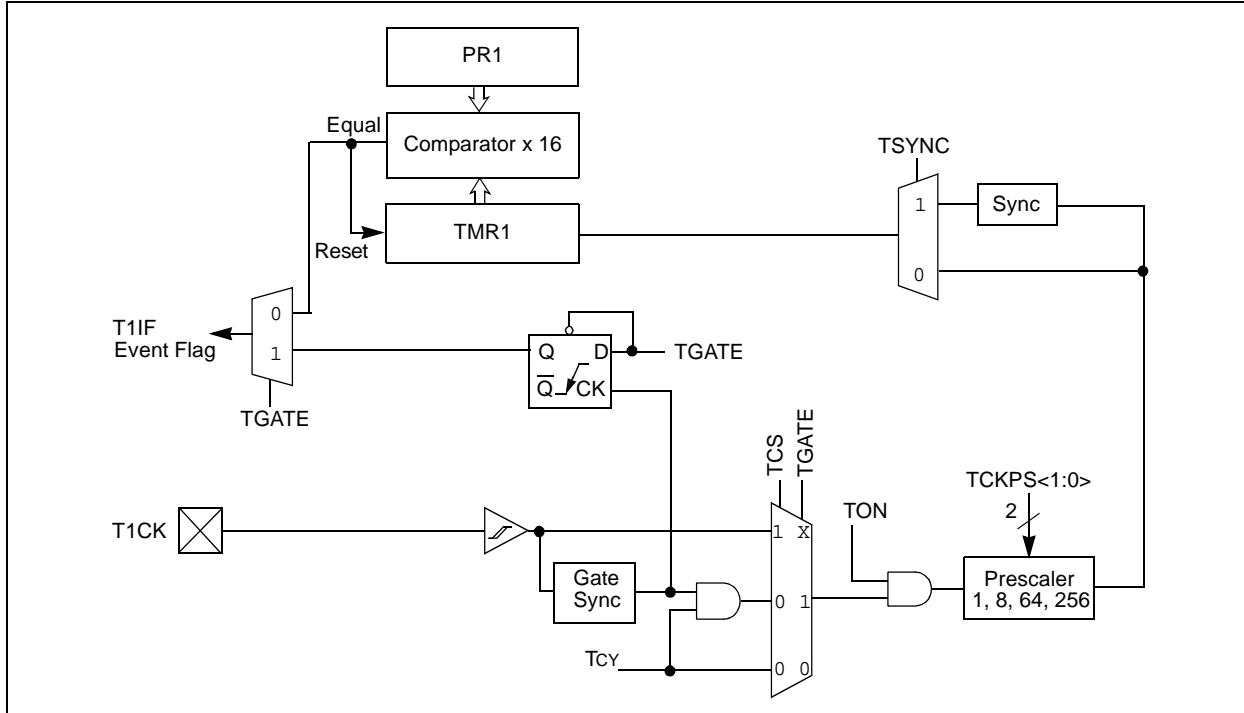 PR1
Equal
Comparator x 16
TSYNC
1
Sync
Reset
TMR1
0
0
T1IF
Event Flag
1
Q
D
TGATE
Q̅
CK
TGATE
TCS
TGATE
TCKPS<1:0>
2
TON
T1CK
1
X
Prescaler
1, 8, 64, 256
Gate
Sync
0
1
TCY
0
0